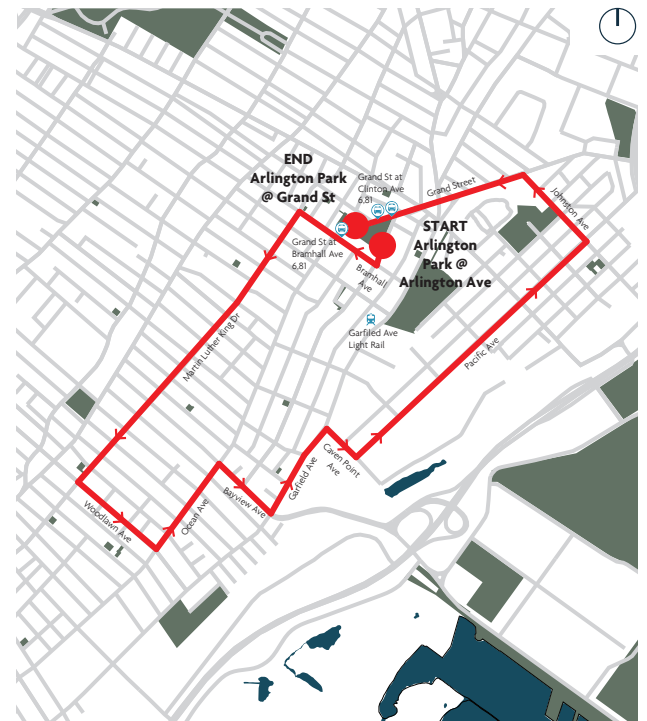 END
Arlington Park
@ Grand St
Grand St at
Clinton Ave
6,81
Grand Street
Johnston Ave
START
Arlington
Park @
Arlington Ave
Grand St at
Bramhall Ave
6,81
Bramhall
Ave
Garfiled Ave
Light Rail
Martin Luther King Dr
Pacific Ave
Caven Point
Ave
Garfield Ave
Bayview Ave
Ocean Ave
Woodlawn Ave